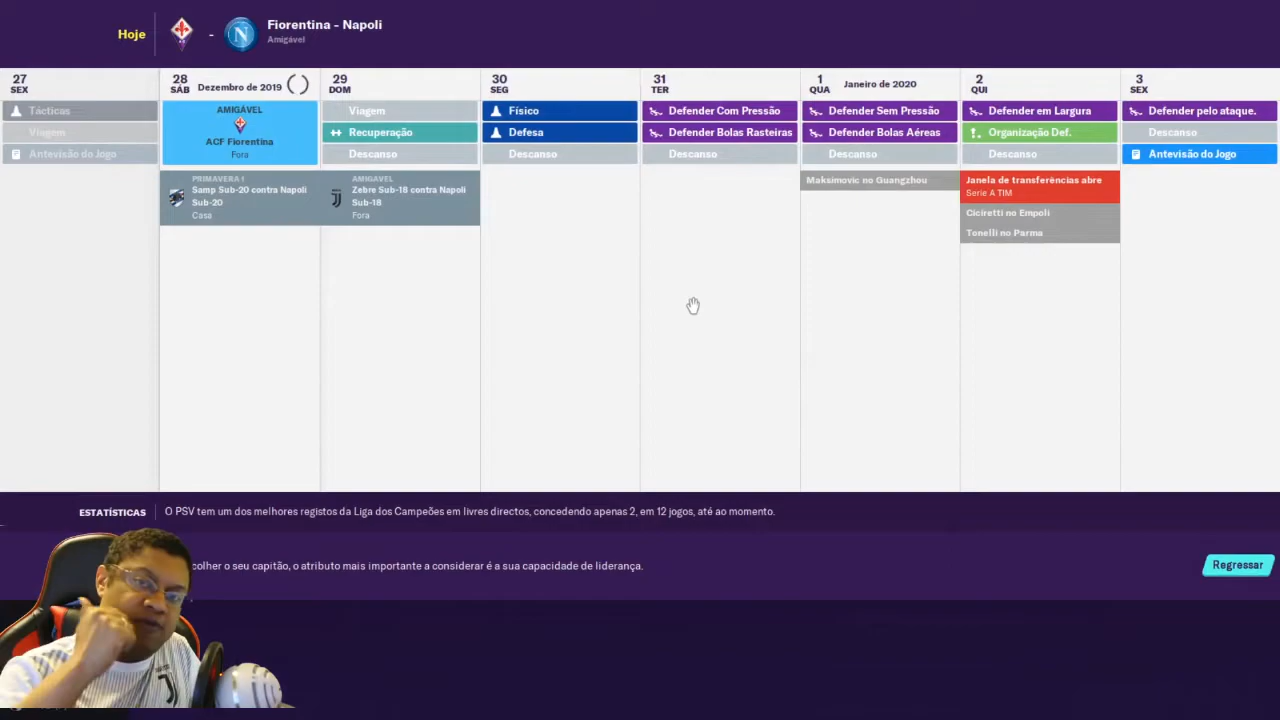 Hoje
Fiorentina - Napoli
Amigável
27
SEX
Tácticas
Viagem
Antevisão do Jogo
28
SÁB
Dezembro de 2019
AMIGÁVEL
ACF Fiorentina
Fora
PRIMAVERA 1
Samp Sub-20 contra Napoli
Sub-20
Casa
29
DOM
Viagem
Recuperação
Descanso
AMIGÁVEL
Zebre Sub-18 contra Napoli
Sub-18
Fora
30
SEG
Físico
Defesa
Descanso
31
TER
Defender Com Pressão
Defender Bolas Rasteiras
Descanso
1
QUA
Janeiro de 2020
Defender Sem Pressão
Defender Bolas Aéreas
Descanso
Maksimovic no Guangzhou
2
QUI
Defender em Largura
Organização Def.
Descanso
Janela de transferências abre
Serie A TIM
Ciciretti no Empoli
Tonelli no Parma
3
SEX
Defender pelo ataque.
Descanso
Antevisão do Jogo
ESTATÍSTICAS
O PSV tem um dos melhores registos da Liga dos Campeões em livres directos, concedendo apenas 2, em 12 jogos, até ao momento.
colher o seu capitão, o atributo mais importante a considerar é a sua capacidade de liderança.
Regressar